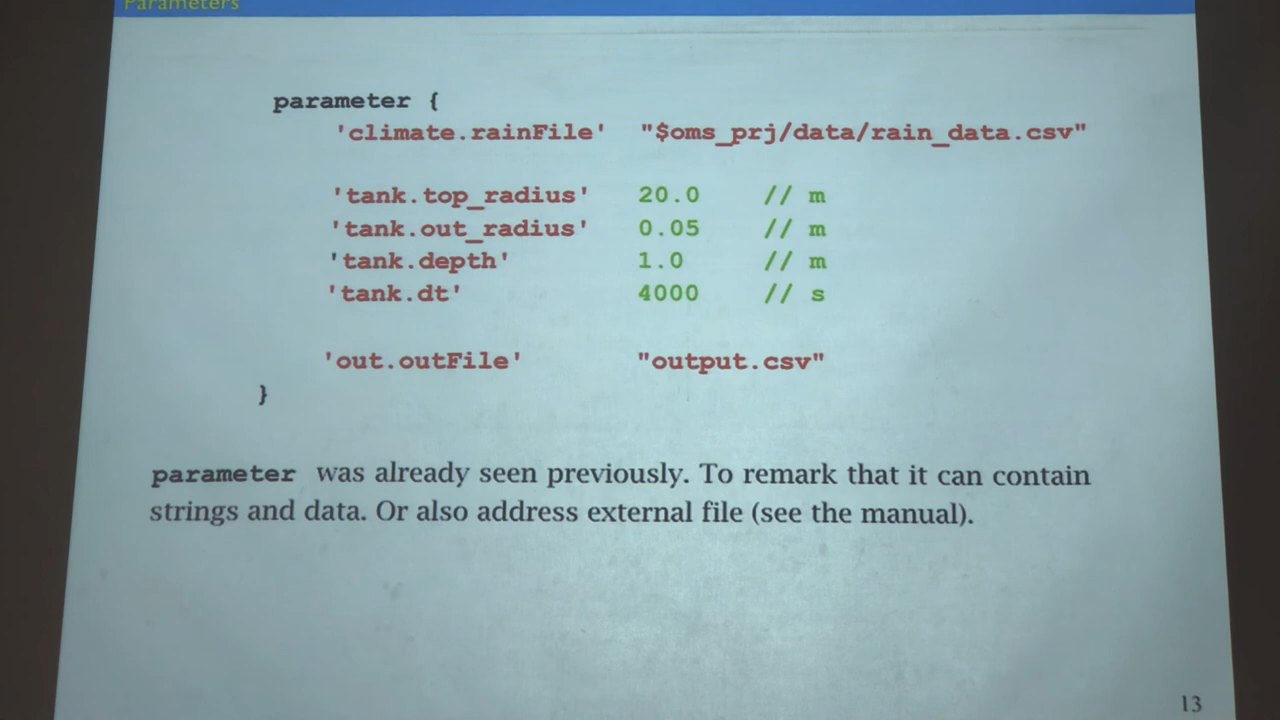 Parameters
parameter {
'climate.rainFile' "$oms_prj/data/rain_data.csv"
'tank.top_radius' 20.0 // m
'tank.out_radius' 0.05 // m
'tank.depth' 1.0 // m
'tank.dt' 4000 // s
'out.outFile' "output.csv"
}
parameter was already seen previously. To remark that it can contain
strings and data. Or also address external file (see the manual).
13